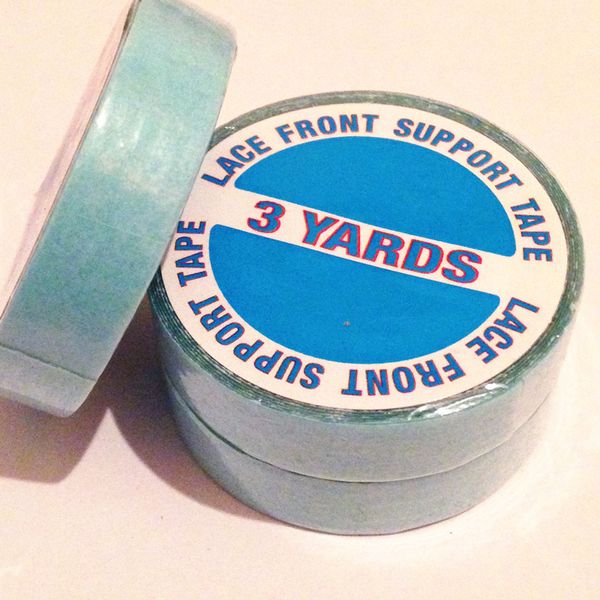 LACE FRONT SUPPORT TAPE
3 YARDS
LACE FRONT SUPPORT TAPE